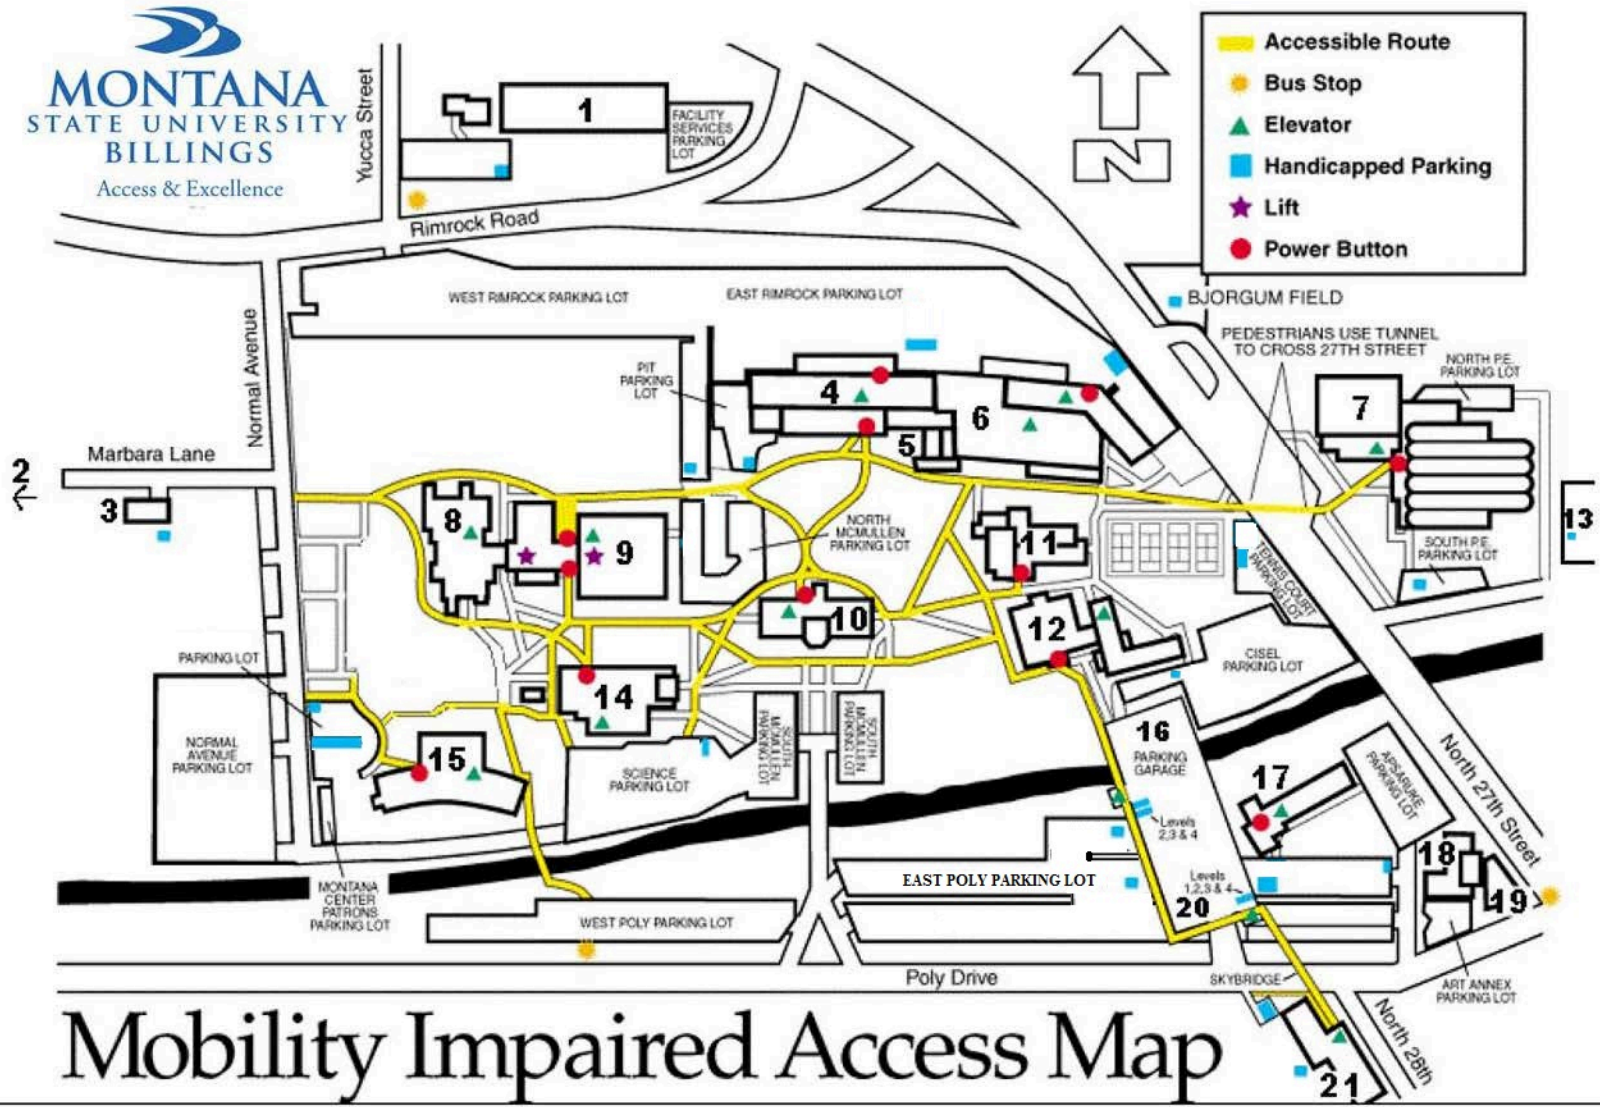 MONTANA
STATE UNIVERSITY
BILLINGS
Access & Excellence
Yucca Street
1
FACILITY
SERVICES
PARKING
LOT
N
Accessible Route
Bus Stop
Elevator
Handicapped Parking
Lift
Power Button
Rimrock Road
WEST RIMROCK PARKING LOT
EAST RIMROCK PARKING LOT
BJORGUM FIELD
PEDESTRIANS USE TUNNEL
TO CROSS 27TH STREET
NORTH P.E.
PARKING LOT
Normal Avenue
PIT
PARKING
LOT
4
5
6
7
Marbara Lane
2
3
8
9
NORTH
MCMULLEN
PARKING LOT
11
TENNIS COURT
PARKING LOT
SOUTH P.E.
PARKING LOT
13
10
12
CISEL
PARKING LOT
PARKING LOT
14
NORMAL
AVENUE
PARKING LOT
15
SCIENCE
PARKING LOT
SOUTH
MCMULLEN
PARKING LOT
SOUTH
MCMULLEN
PARKING LOT
16
PARKING
GARAGE
17
APSARUKE
PARKING LOT
North 27th Street
Levels
2,3 & 4
18
MONTANA
CENTER
PATRONS
PARKING LOT
EAST POLY PARKING LOT
Levels
1,2,3 & 4
20
19
WEST POLY PARKING LOT
Poly Drive
SKYBRIDGE
ART ANNEX
PARKING LOT
North 28th
Mobility Impaired Access Map
21